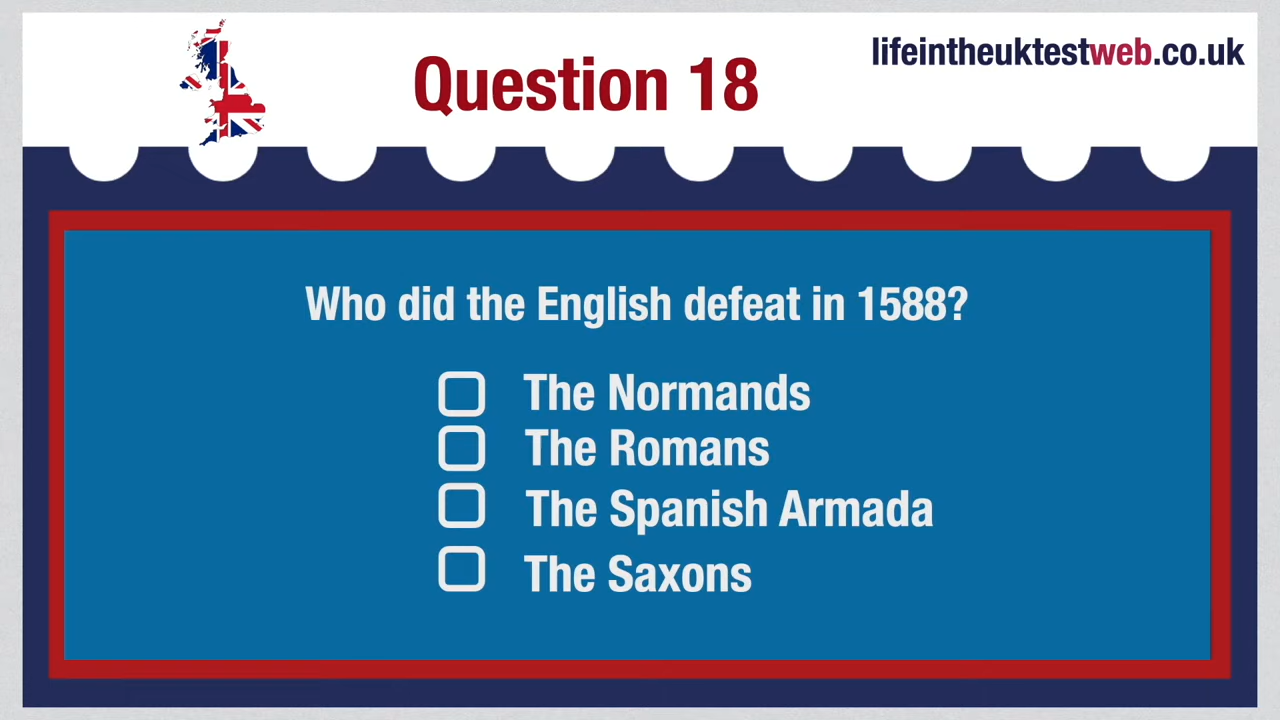 Question 18
lifeintheuktestweb.co.uk
Who did the English defeat in 1588?
The Normands
The Romans
The Spanish Armada
The Saxons